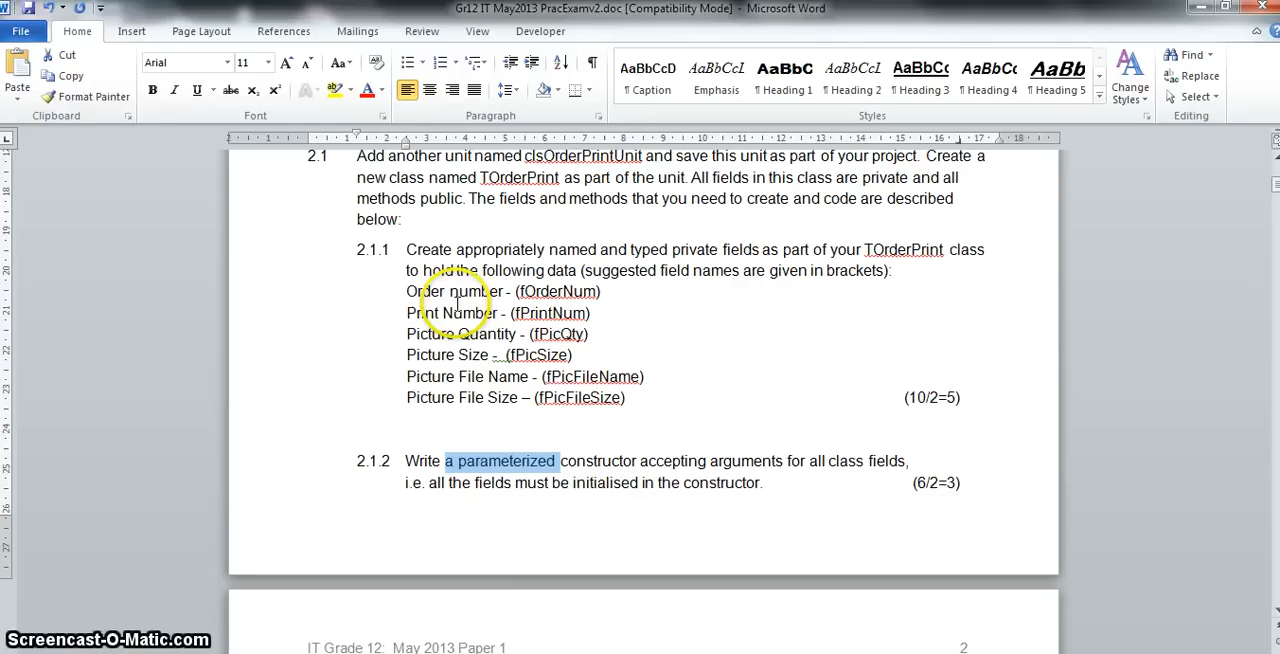 Gr12 IT May2013 PracExamv2.doc [Compatibility Mode] - Microsoft Word
File Home Insert Page Layout References Mailings Review View Developer
Paste Cut Copy Format Painter
Arial 11
AaBbCcD AaBbCcI AaBbC AaBbCcI AaBbCc AaBbCc AaBb
¶ Caption Emphasis ¶ Heading 1 ¶ Heading 2 ¶ Heading 3 ¶ Heading 4 ¶ Heading 5
Change Styles
Find Replace Select
Clipboard Font Paragraph Styles Editing
2.1 Add another unit named clsOrderPrintUnit and save this unit as part of your project. Create a
new class named TOrderPrint as part of the unit. All fields in this class are private and all
methods public. The fields and methods that you need to create and code are described
below:
2.1.1 Create appropriately named and typed private fields as part of your TOrderPrint class
to hold the following data (suggested field names are given in brackets):
Order number - (fOrderNum)
Print Number - (fPrintNum)
Picture Quantity - (fPicQty)
Picture Size - (fPicSize)
Picture File Name - (fPicFileName)
Picture File Size – (fPicFileSize) (10/2=5)
2.1.2 Write a parameterized constructor accepting arguments for all class fields,
i.e. all the fields must be initialised in the constructor. (6/2=3)
IT Grade 12: May 2013 Paper 1 2
Screencast-O-Matic.com